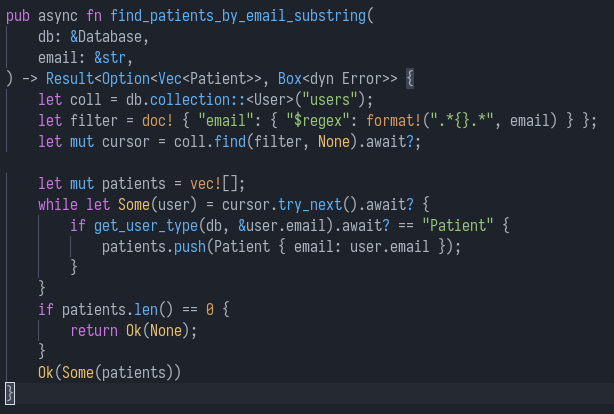 pub async fn find_patients_by_email_substring(
    db: &Database,
    email: &str,
) -> Result<Option<Vec<Patient>>, Box<dyn Error>> {
    let coll = db.collection::<User>("users");
    let filter = doc! { "email": { "$regex": format!(".*{}.*", email) } };
    let mut cursor = coll.find(filter, None).await?;

    let mut patients = vec![];
    while let Some(user) = cursor.try_next().await? {
        if get_user_type(db, &user.email).await? == "Patient" {
            patients.push(Patient { email: user.email });
        }
    }
    if patients.len() == 0 {
        return Ok(None);
    }
    Ok(Some(patients))
}